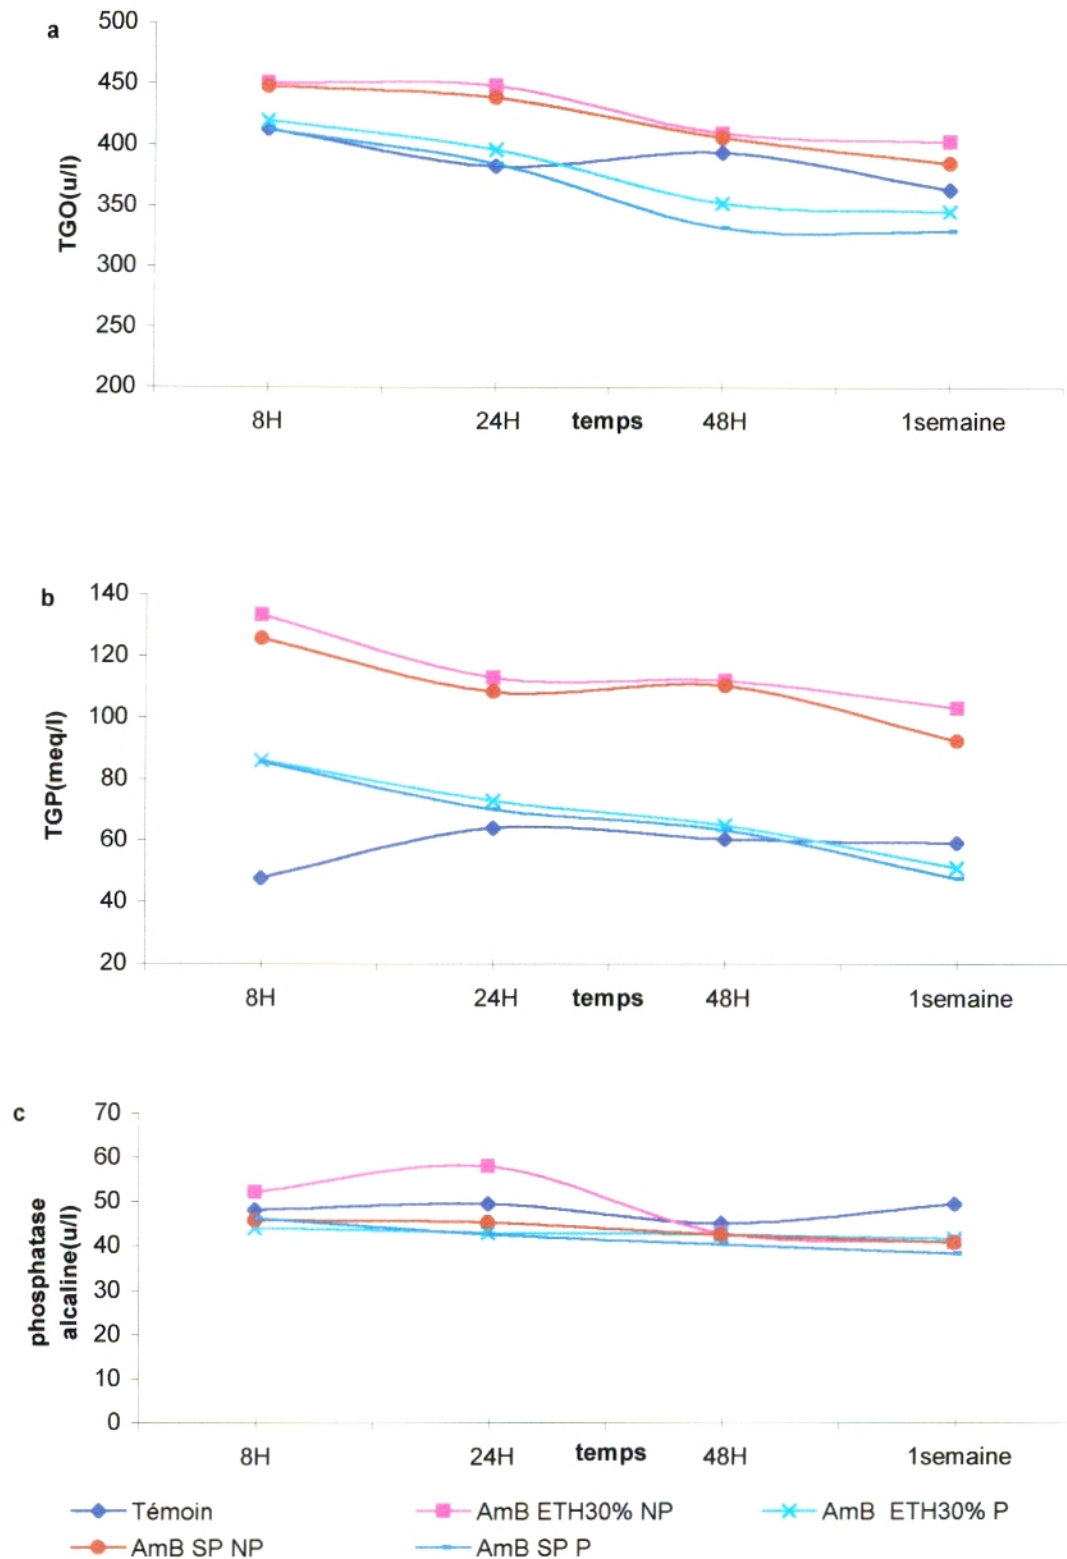 a
500
450
400
350
300
250
200
TGO(u/l)
8H 24H temps 48H 1semaine
b
140
120
100
80
60
40
20
TGP(meq/l)
8H 24H temps 48H 1semaine
c
70
60
50
40
30
20
10
0
phosphatase
alcaline(u/l)
8H 24H temps 48H 1semaine
Témoin AmB ETH30% NP AmB ETH30% P
AmB SP NP AmB SP P